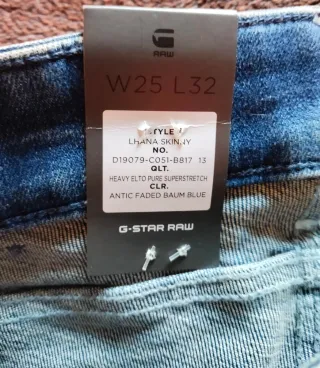 RAW
W25 L32
STYLE
LHANA SKINNY
NO.
D19079-C051-B817 13
QLT.
HEAVY ELTO PURE SUPERSTRETCH
CLR.
ANTIC FADED BAUM BLUE
G-STAR RAW